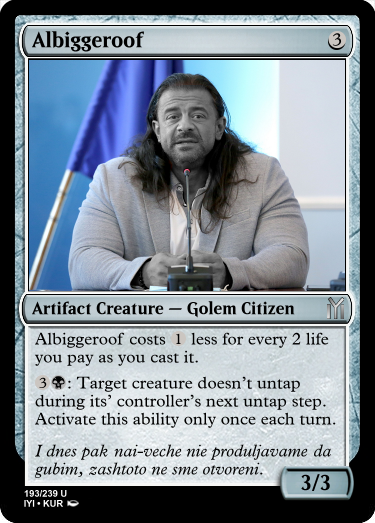 Albiggeroof 3
Artifact Creature — Golem Citizen
Albiggeroof costs 1 less for every 2 life
you pay as you cast it.
3 : Target creature doesn't untap
during its' controller's next untap step.
Activate this ability only once each turn.
I dnes pak nai-veche nie produljavame da
gubim, zashtoto ne sme otvoreni.
3/3
193/239 U
IYI • KUR